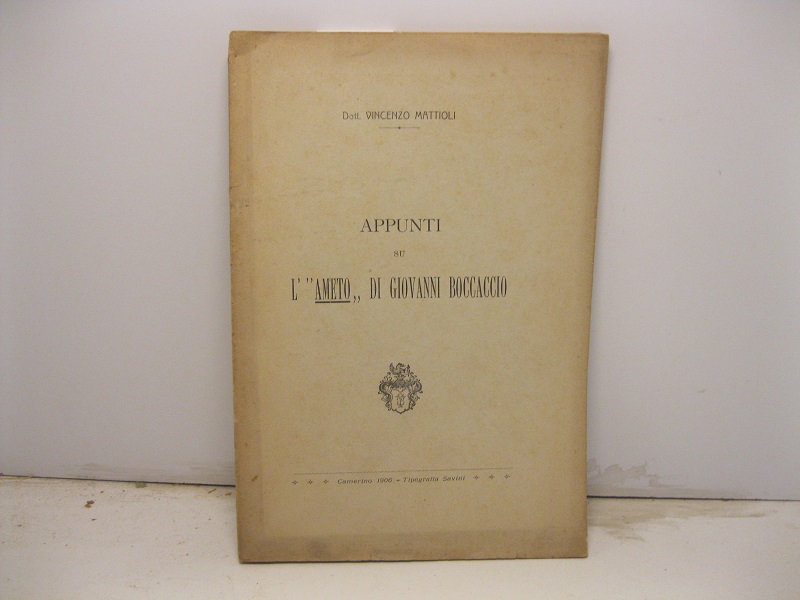 Dott. VINCENZO MATTIOLI
APPUNTI
SU
L' "AMETO„ DI GIOVANNI BOCCACCIO
Camerino 1906 - Tipografia Savini